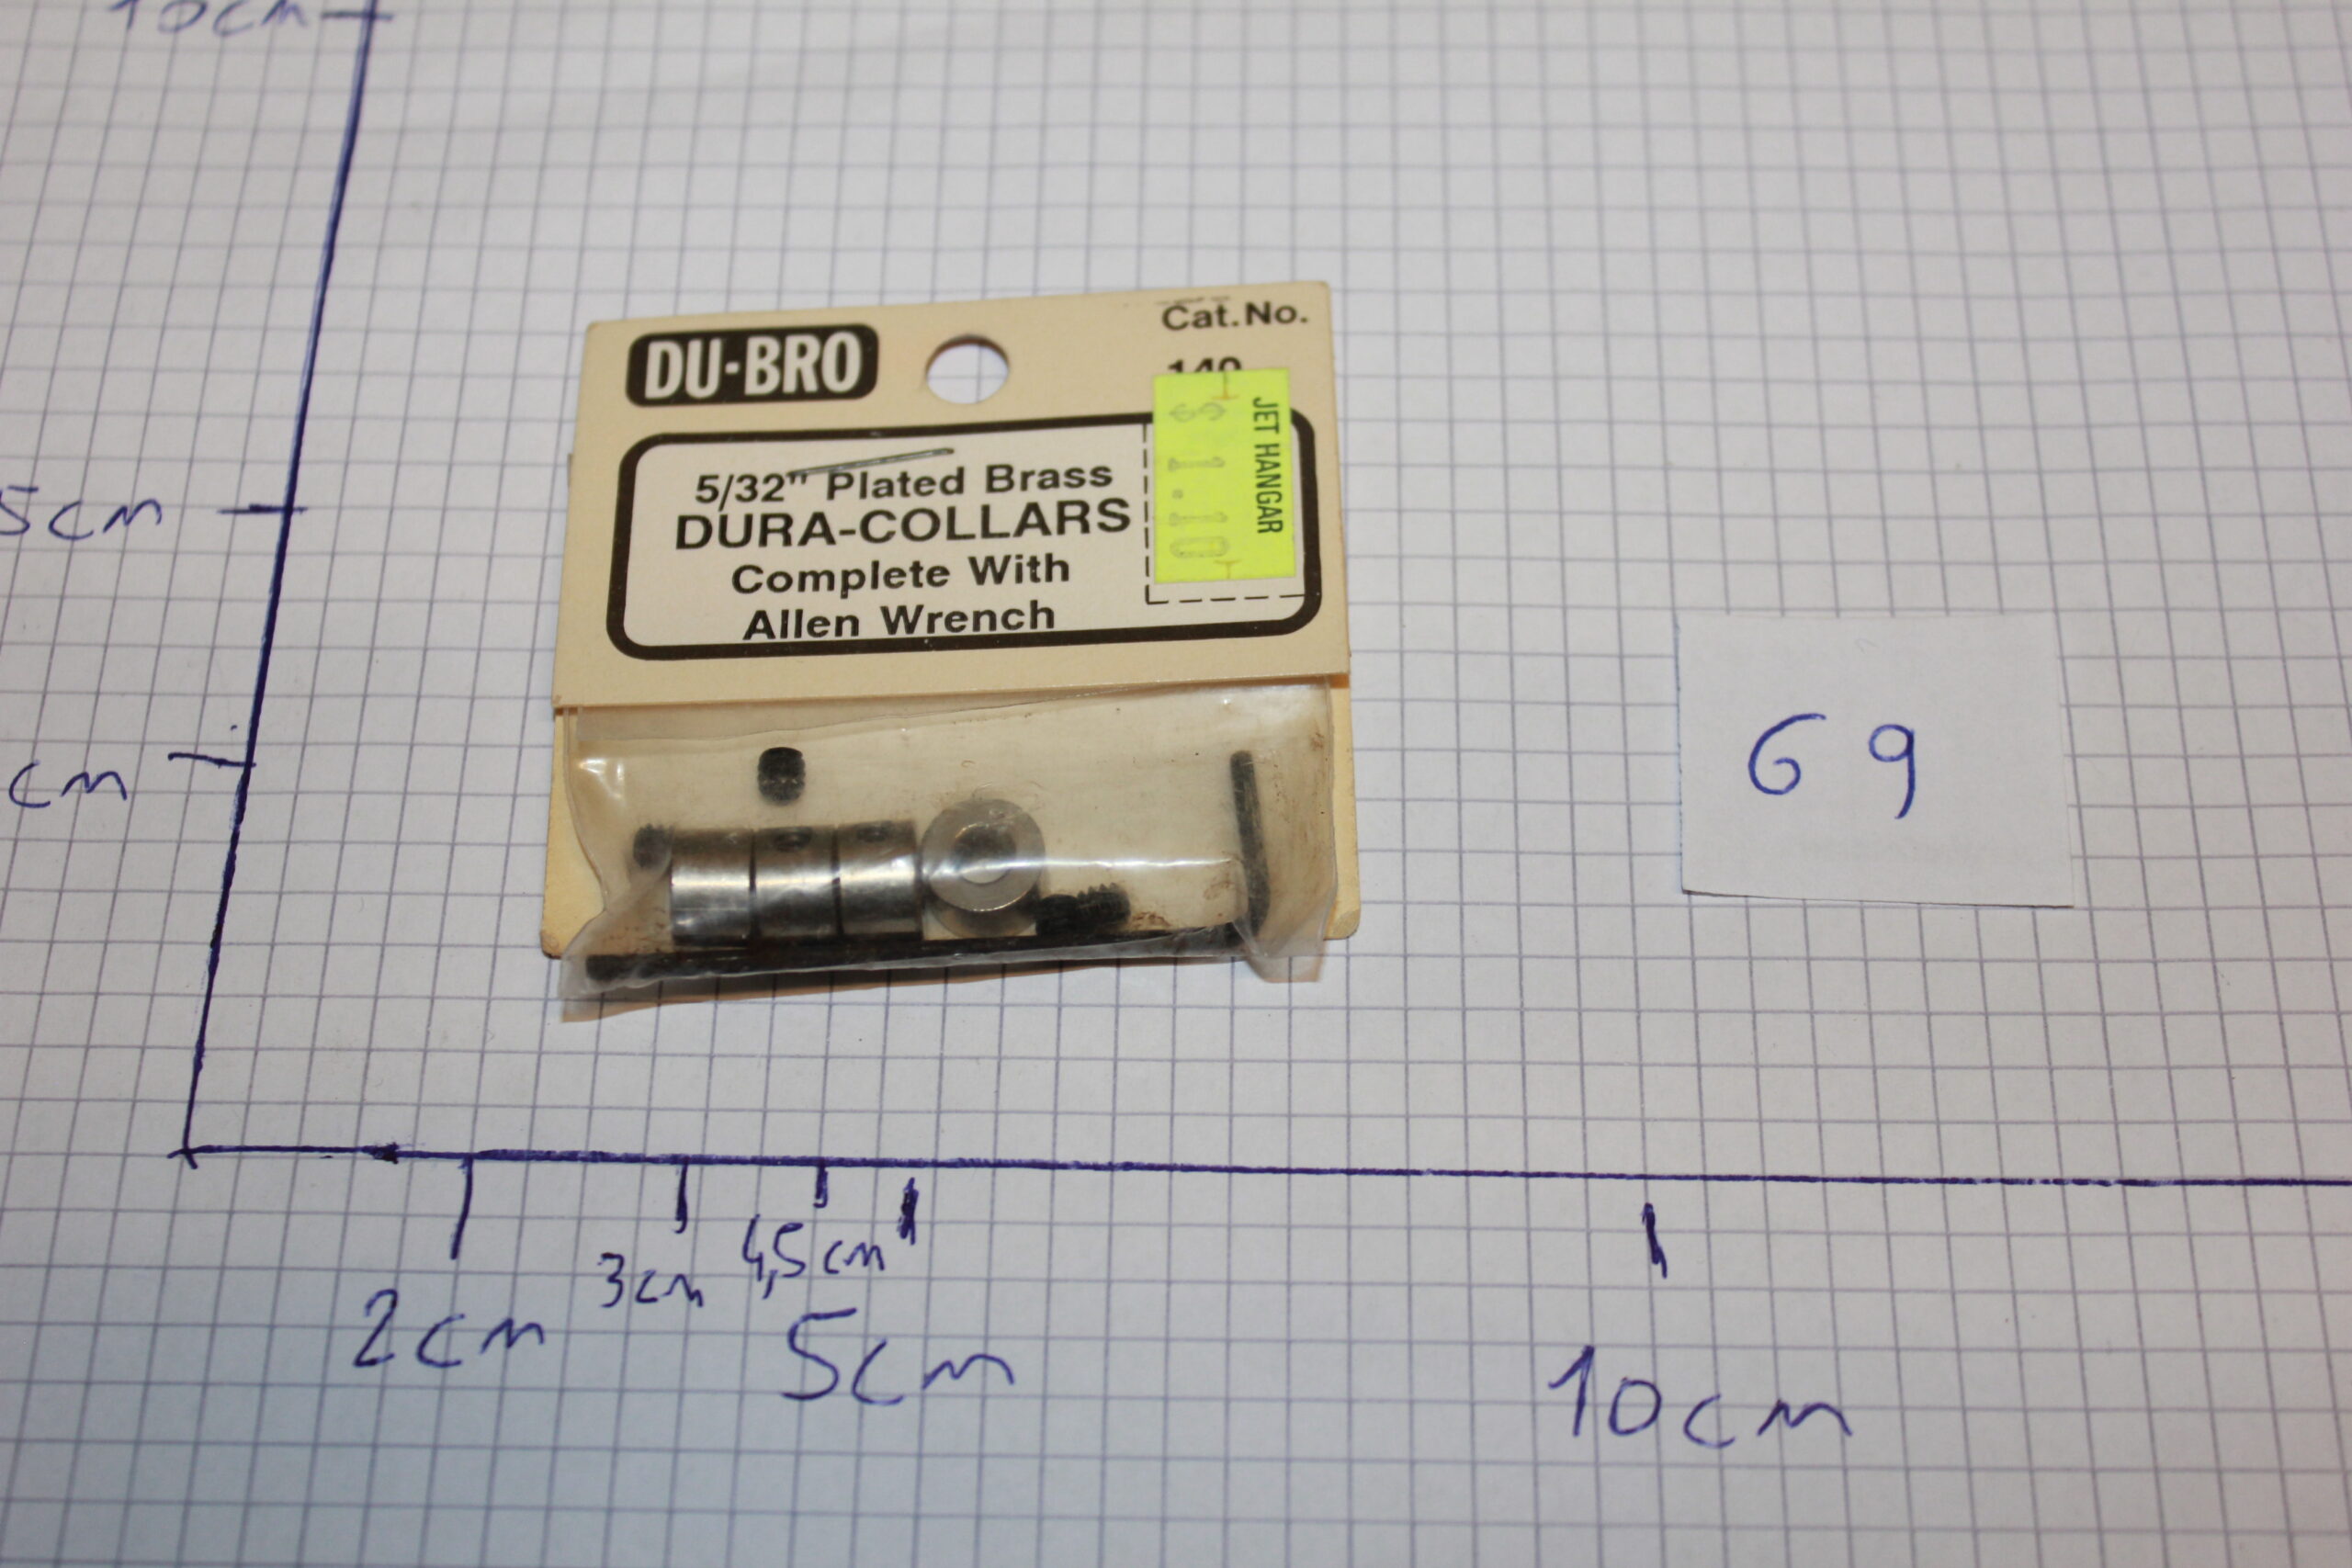 10cm
5cm
cm
DU-BRO
Cat.No.
JET HANGAR
$ 1.10
5/32" Plated Brass
DURA-COLLARS
Complete With
Allen Wrench
69
2cm
3cm
4,5cm
5cm
10cm